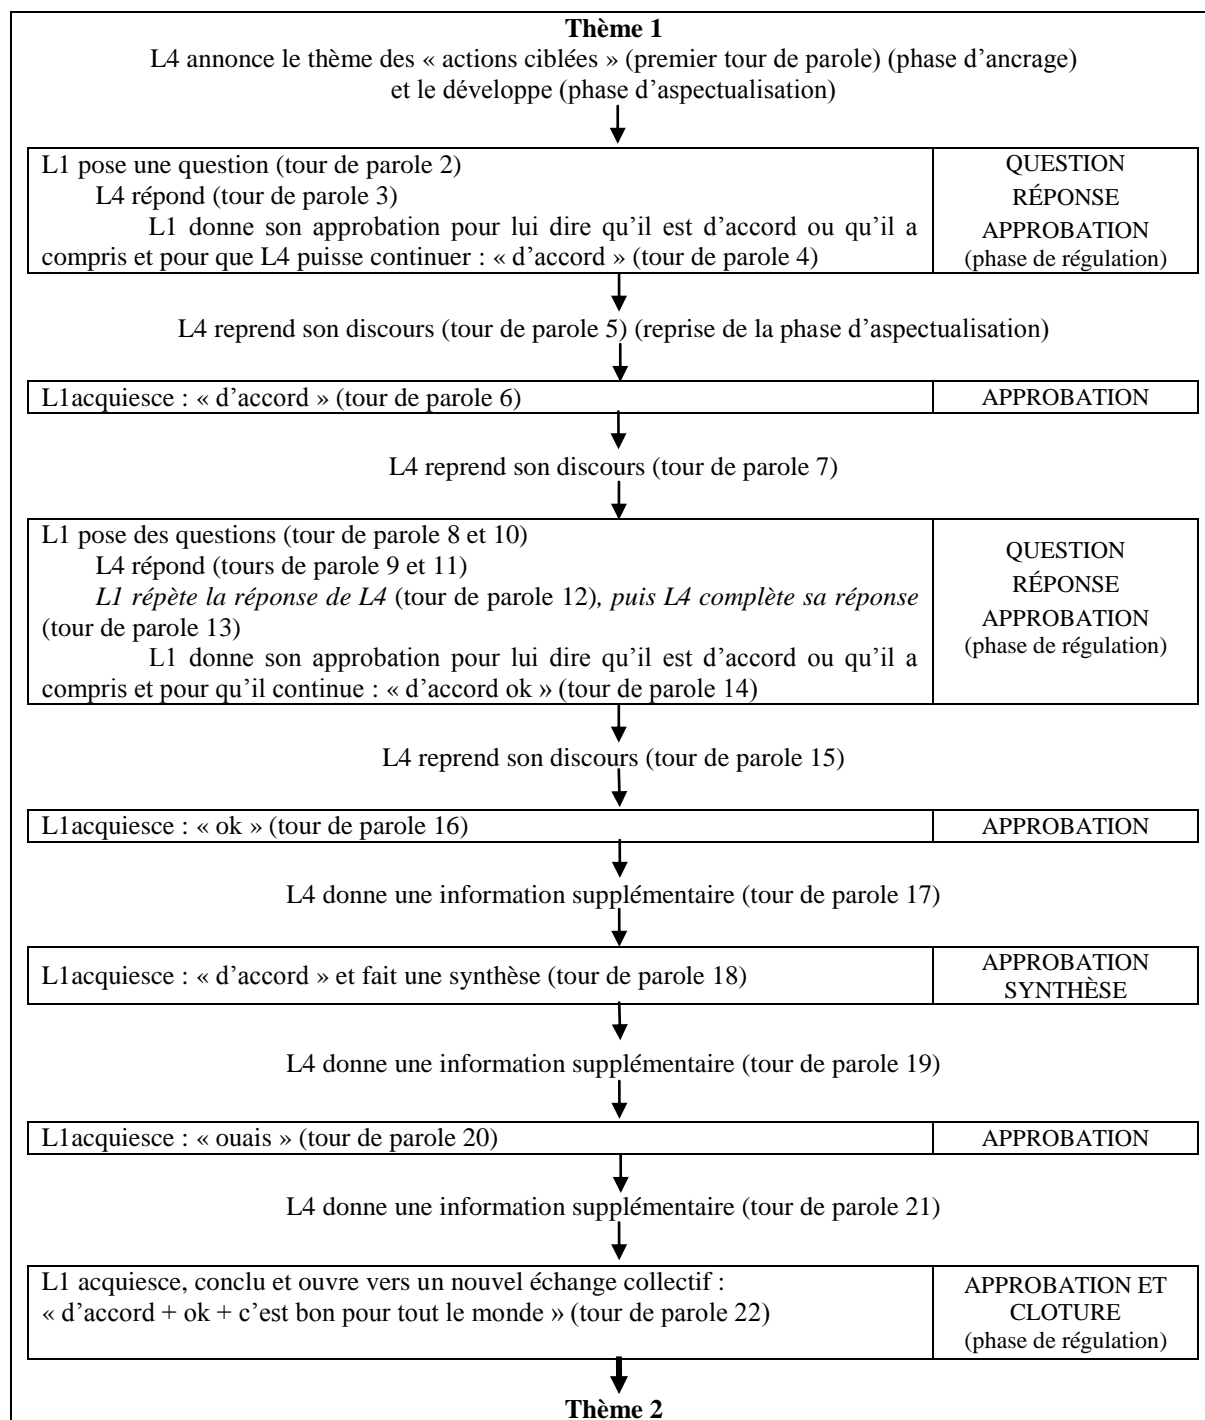 Thème 1
L4 annonce le thème des « actions ciblées » (premier tour de parole) (phase d'ancrage)
et le développe (phase d'aspectualisation)
L1 pose une question (tour de parole 2)
L4 répond (tour de parole 3)
L1 donne son approbation pour lui dire qu'il est d'accord ou qu'il a
compris et pour que L4 puisse continuer : « d'accord » (tour de parole 4)
QUESTION
RÉPONSE
APPROBATION
(phase de régulation)
L4 reprend son discours (tour de parole 5) (reprise de la phase d'aspectualisation)
L1acquiesce : « d'accord » (tour de parole 6)
APPROBATION
L4 reprend son discours (tour de parole 7)
L1 pose des questions (tour de parole 8 et 10)
L4 répond (tours de parole 9 et 11)
L1 répète la réponse de L4 (tour de parole 12), puis L4 complète sa réponse
(tour de parole 13)
L1 donne son approbation pour lui dire qu'il est d'accord ou qu'il a
compris et pour qu'il continue : « d'accord ok » (tour de parole 14)
QUESTION
RÉPONSE
APPROBATION
(phase de régulation)
L4 reprend son discours (tour de parole 15)
L1acquiesce : « ok » (tour de parole 16)
APPROBATION
L4 donne une information supplémentaire (tour de parole 17)
L1acquiesce : « d'accord » et fait une synthèse (tour de parole 18)
APPROBATION
SYNTHÈSE
L4 donne une information supplémentaire (tour de parole 19)
L1acquiesce : « ouais » (tour de parole 20)
APPROBATION
L4 donne une information supplémentaire (tour de parole 21)
L1 acquiesce, conclu et ouvre vers un nouvel échange collectif :
« d'accord + ok + c'est bon pour tout le monde » (tour de parole 22)
APPROBATION ET
CLOTURE
(phase de régulation)
Thème 2